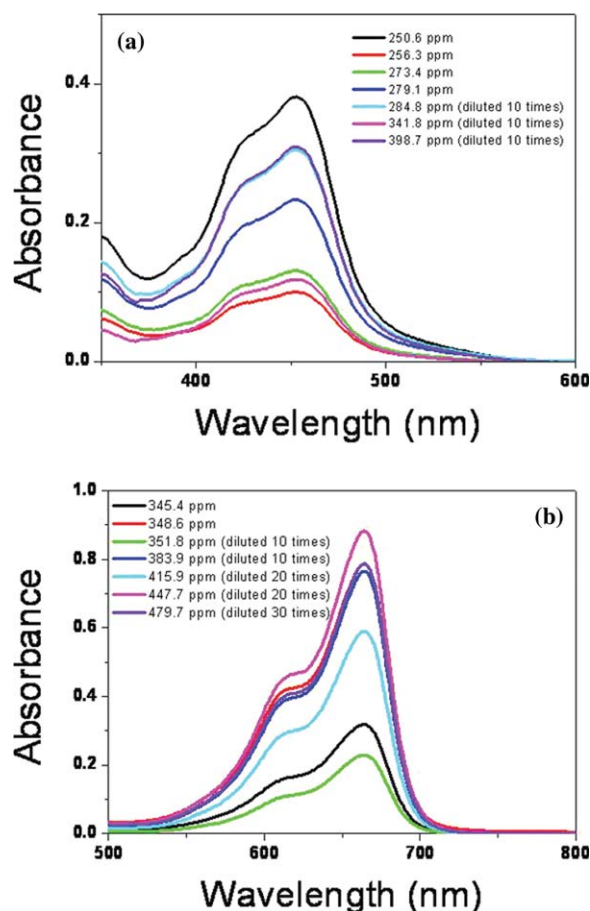 (a)
250.6 ppm
256.3 ppm
273.4 ppm
279.1 ppm
284.8 ppm (diluted 10 times)
341.8 ppm (diluted 10 times)
398.7 ppm (diluted 10 times)
Absorbance
0.4
0.2
0.0
400
500
600
Wavelength (nm)
(b)
345.4 ppm
348.6 ppm
351.8 ppm (diluted 10 times)
383.9 ppm (diluted 10 times)
415.9 ppm (diluted 20 times)
447.7 ppm (diluted 20 times)
479.7 ppm (diluted 30 times)
Absorbance
1.0
0.8
0.6
0.4
0.2
0.0
500
600
700
800
Wavelength (nm)